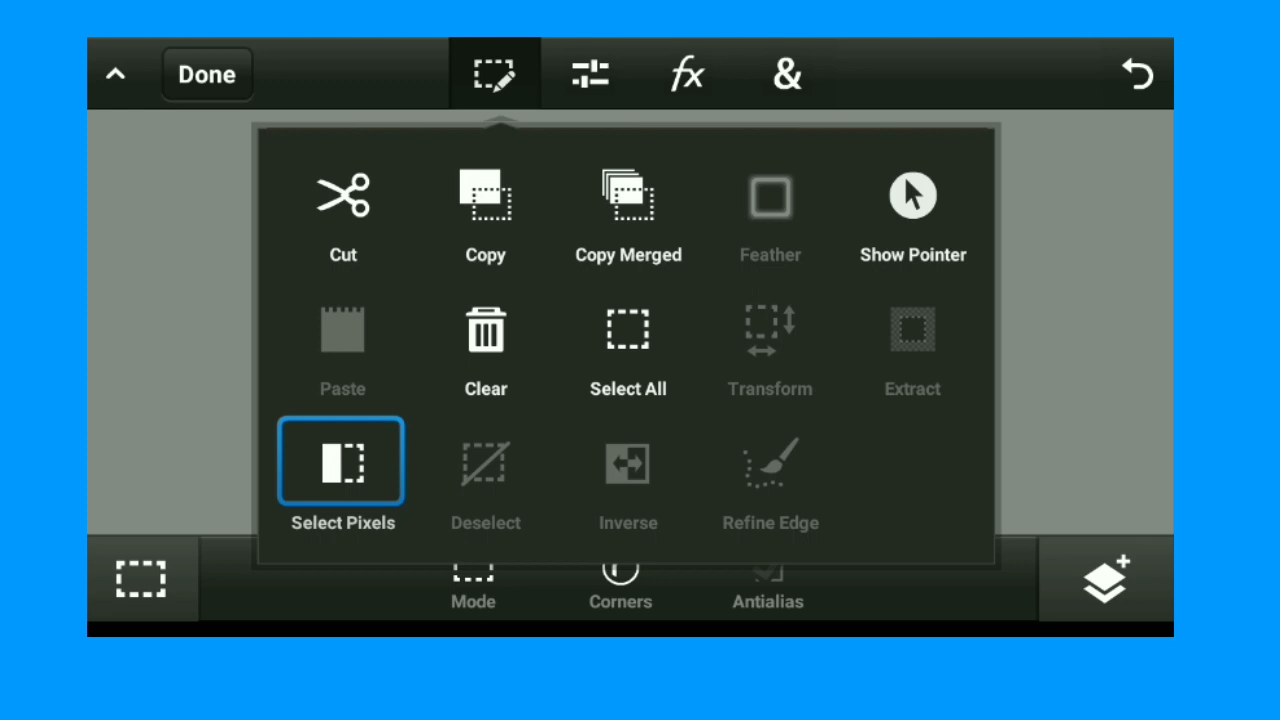 Done fx &
Cut Copy Copy Merged Feather Show Pointer
Paste Clear Select All Transform Extract
Select Pixels Deselect Inverse Refine Edge
Mode Corners Antialias